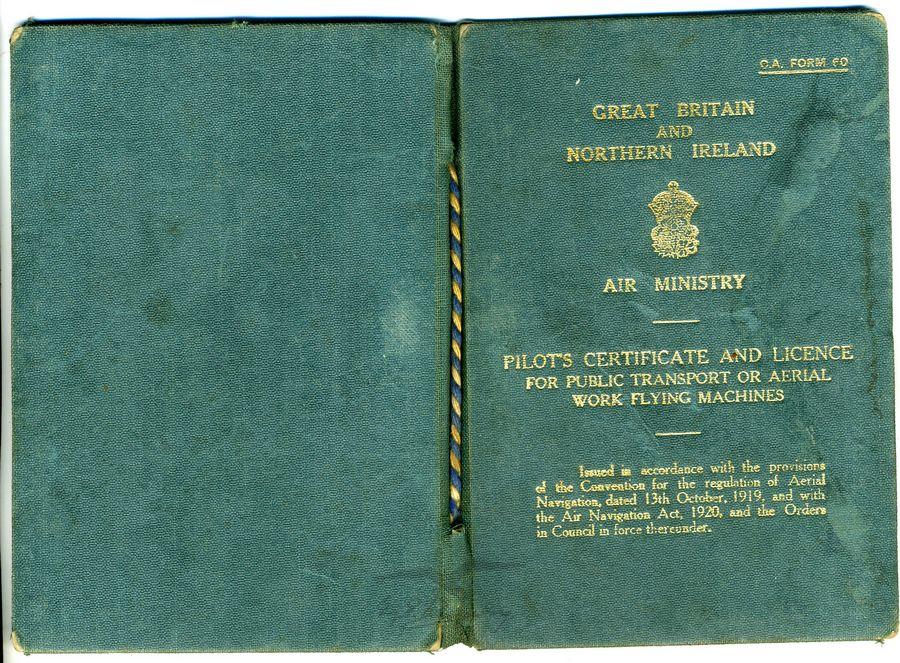 C.A. FORM 60
GREAT BRITAIN
AND
NORTHERN IRELAND
AIR MINISTRY
PILOT'S CERTIFICATE AND LICENCE
FOR PUBLIC TRANSPORT OR AERIAL
WORK FLYING MACHINES
Issued in accordance with the provisions
of the Convention for the regulation of Aerial
Navigation, dated 13th October, 1919, and with
the Air Navigation Act, 1920, and the Orders
in Council in force thereunder.